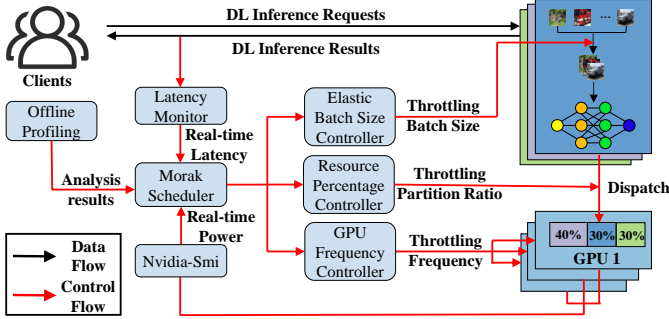 DL Inference Requests
DL Inference Results
...
Clients
Offline
Profiling
Latency
Monitor
Elastic
Batch Size
Controller
Throttling
Batch Size
Real-time
Latency
Analysis
results
Morak
Scheduler
Resource
Percentage
Controller
Throttling
Partition Ratio
Dispatch
Real-time
Power
Nvidia-Smi
GPU
Frequency
Controller
Throttling
Frequency
40% 30% 30%
GPU 1
Data
Flow
Control
Flow